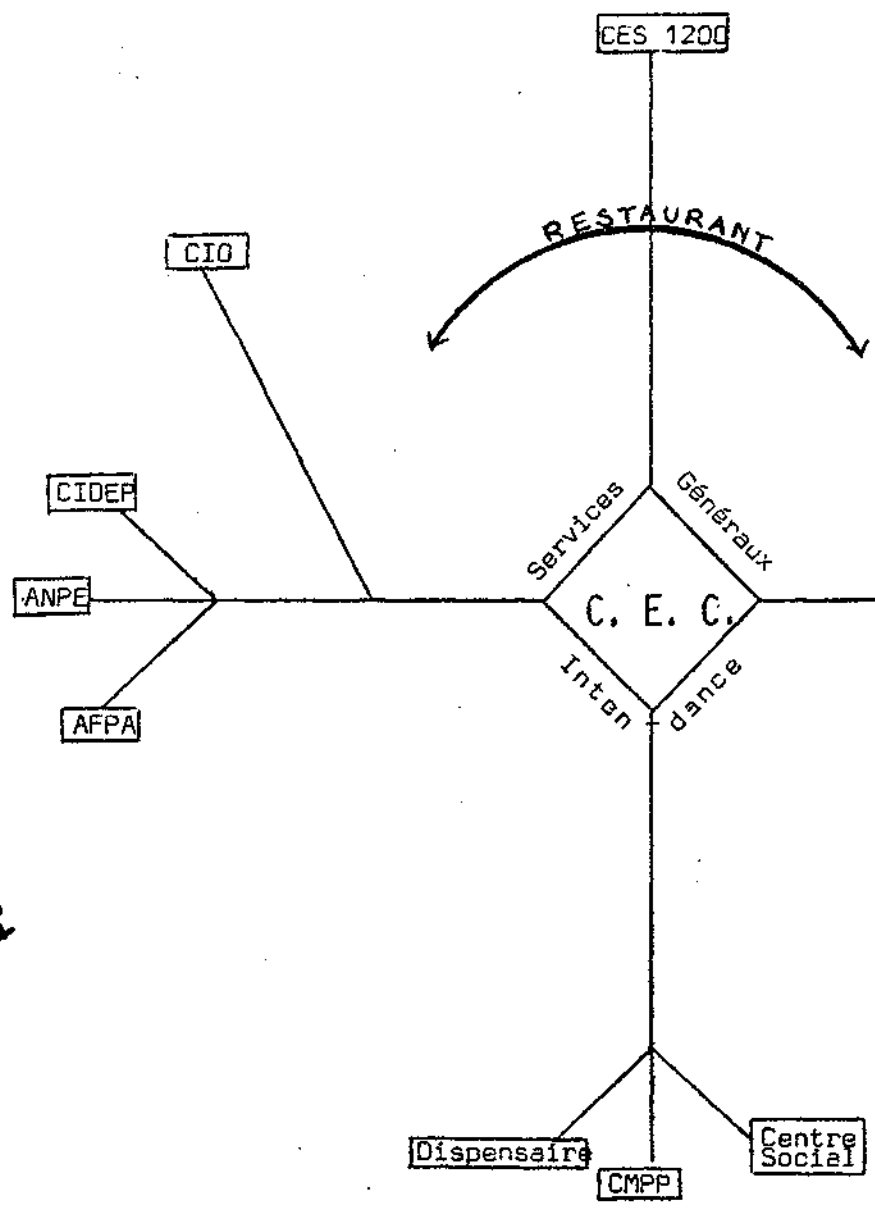 CES 1200
RESTAURANT
CIO
CIDEP
ANPE
Services Généraux
C. E. C.
Inten - dance
AFPA
Dispensaire
CMPP
Centre
Social